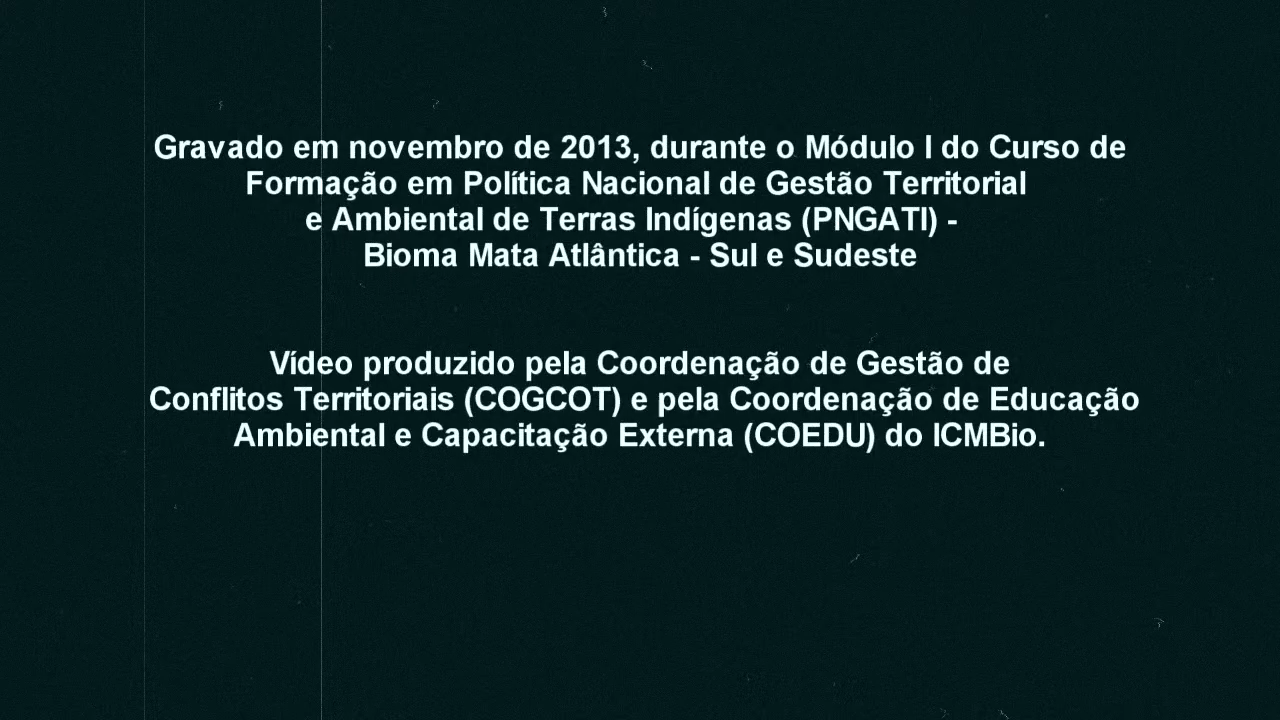 Gravado em novembro de 2013, durante o Módulo I do Curso de
Formação em Política Nacional de Gestão Territorial
e Ambiental de Terras Indígenas (PNGATI) -
Bioma Mata Atlântica - Sul e Sudeste
Vídeo produzido pela Coordenação de Gestão de
Conflitos Territoriais (COGCOT) e pela Coordenação de Educação
Ambiental e Capacitação Externa (COEDU) do ICMBio.